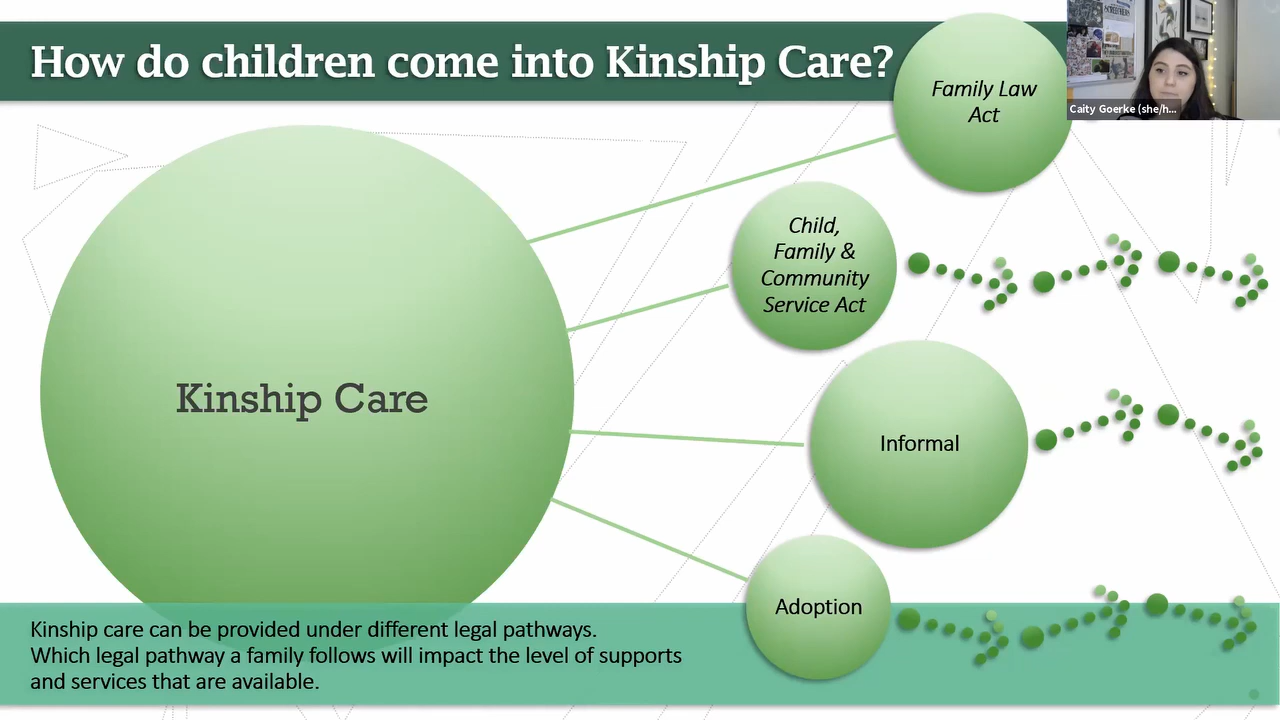 How do children come into Kinship Care?
Family Law
Act
Caity Goerke (she/h...
Child,
Family &
Community
Service Act
Kinship Care
Informal
Adoption
Kinship care can be provided under different legal pathways.
Which legal pathway a family follows will impact the level of supports
and services that are available.